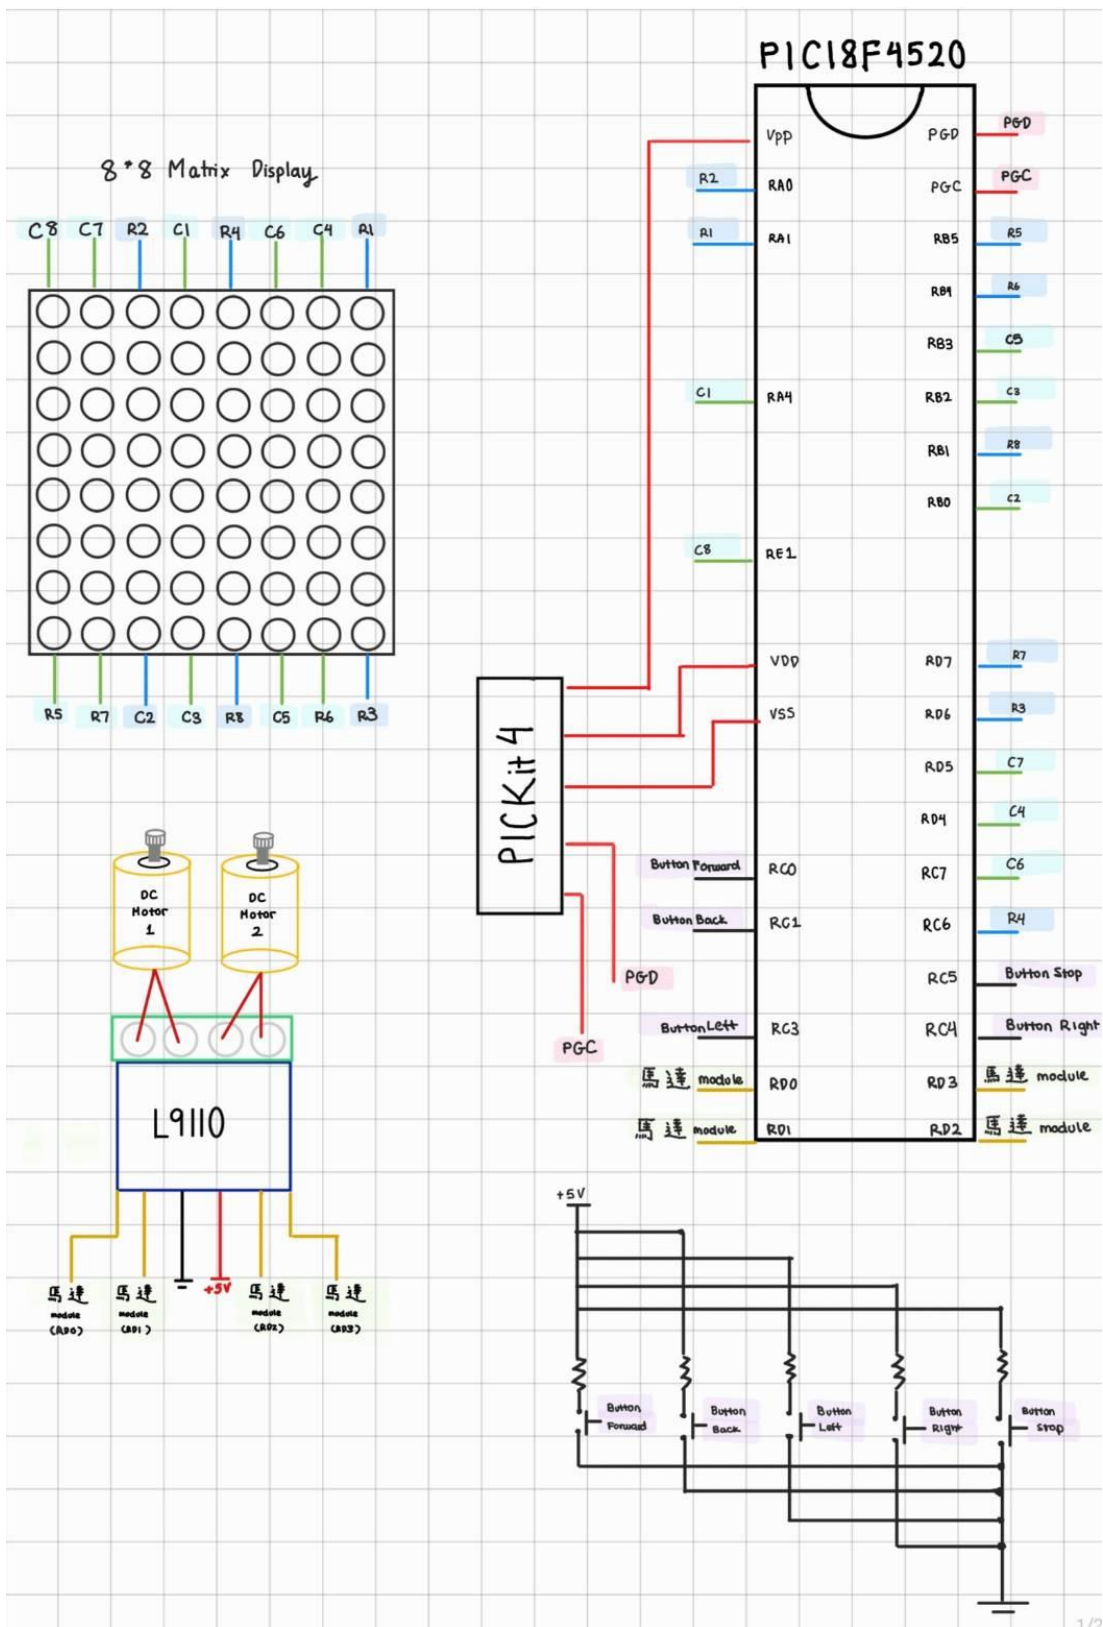 PIC18F4520
8*8 Matrix Display
C8 C7 R2 C1 R4 C6 C4 R1
R5 R7 C2 C3 R8 C5 R6 R3
Vpp
PGD PGD
R2 RA0
PGC PGC
R1 RA1
RB5 R5
RB4 R6
RB3 C5
C1 RA4
RB2 C3
RB1 R8
RB0 C2
C8 RE1
VDD
RD7 R7
VSS
RD6 R3
RD5 C7
RD4 C4
Button Forward RC0
RC7 C6
Button Back RC1
RC6 R4
RC5 Button Stop
Button Left RC3
RC4 Button Right
馬達 module RD0
RD3 馬達 module
馬達 module RD1
RD2 馬達 module
PICKit 4
PGD
PGC
DC
Motor
1
DC
Motor
2
L9110
+5V
馬達
module
(RD0)
馬達
module
(RD1)
馬達
module
(RD2)
馬達
module
(RD3)
+5V
Button
Forward
Button
Back
Button
Left
Button
Right
Button
Stop